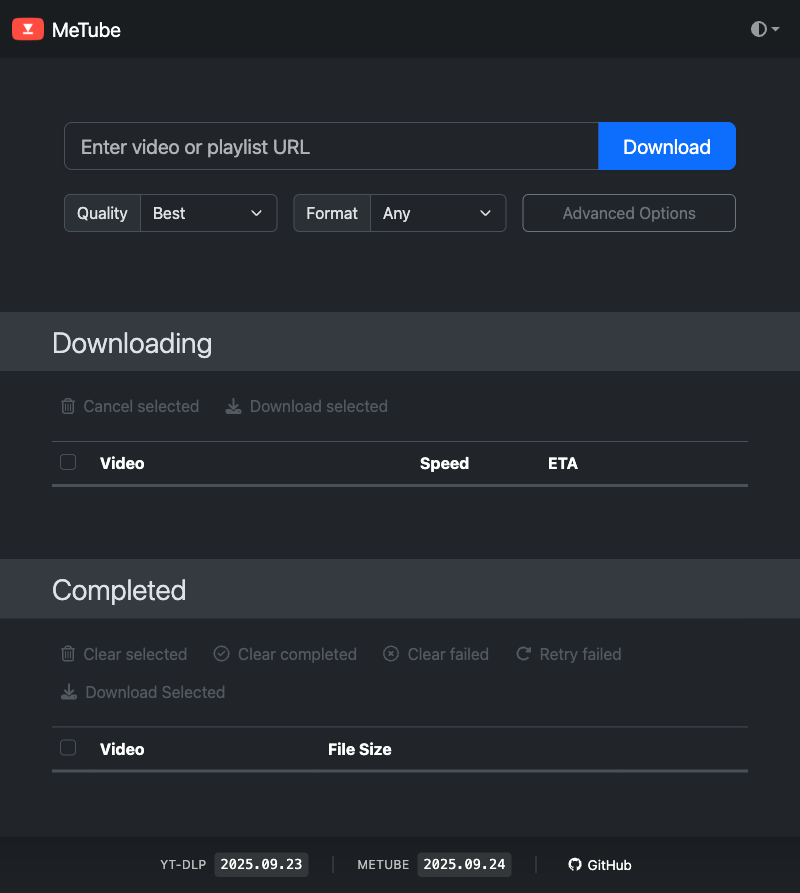 MeTube
Enter video or playlist URL Download
Quality Best Format Any Advanced Options
Downloading
Cancel selected Download selected
Video Speed ETA
Completed
Clear selected Clear completed Clear failed Retry failed
Download Selected
Video File Size
YT-DLP 2025.09.23 | METUBE 2025.09.24 | GitHub